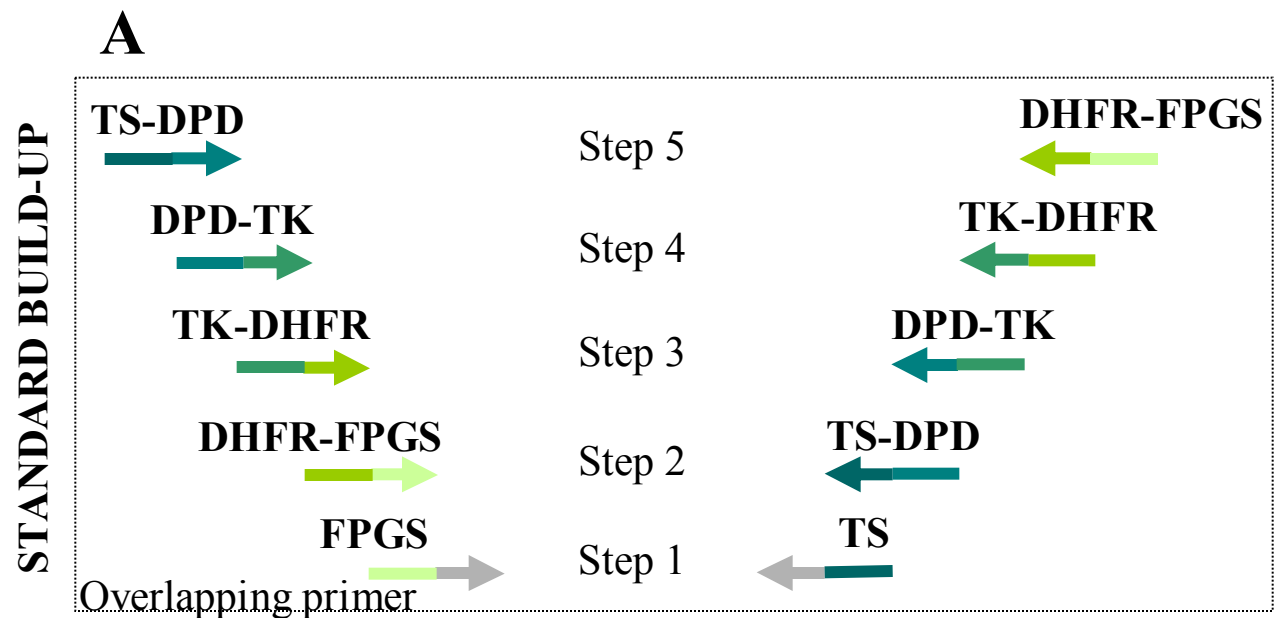 A
STANDARD BUILD-UP
TS-DPD Step 5 DHFR-FPGS
DPD-TK Step 4 TK-DHFR
TK-DHFR Step 3 DPD-TK
DHFR-FPGS Step 2 TS-DPD
FPGS Step 1 TS
Overlapping primer